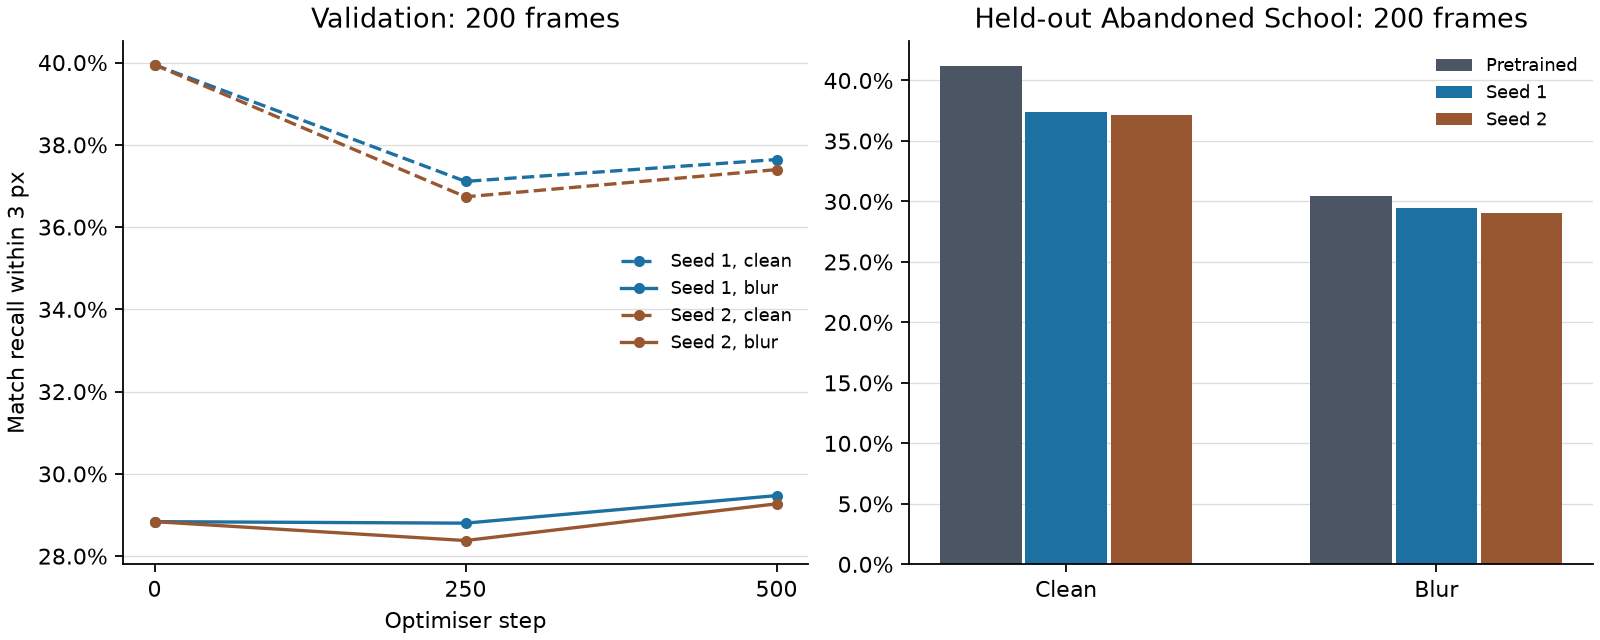 Validation: 200 frames
Match recall within 3 px
40.0%
38.0%
36.0%
34.0%
32.0%
30.0%
28.0%
Seed 1, clean
Seed 1, blur
Seed 2, clean
Seed 2, blur
0
250
500
Optimiser step
Held-out Abandoned School: 200 frames
40.0%
35.0%
30.0%
25.0%
20.0%
15.0%
10.0%
5.0%
0.0%
Pretrained
Seed 1
Seed 2
Clean
Blur